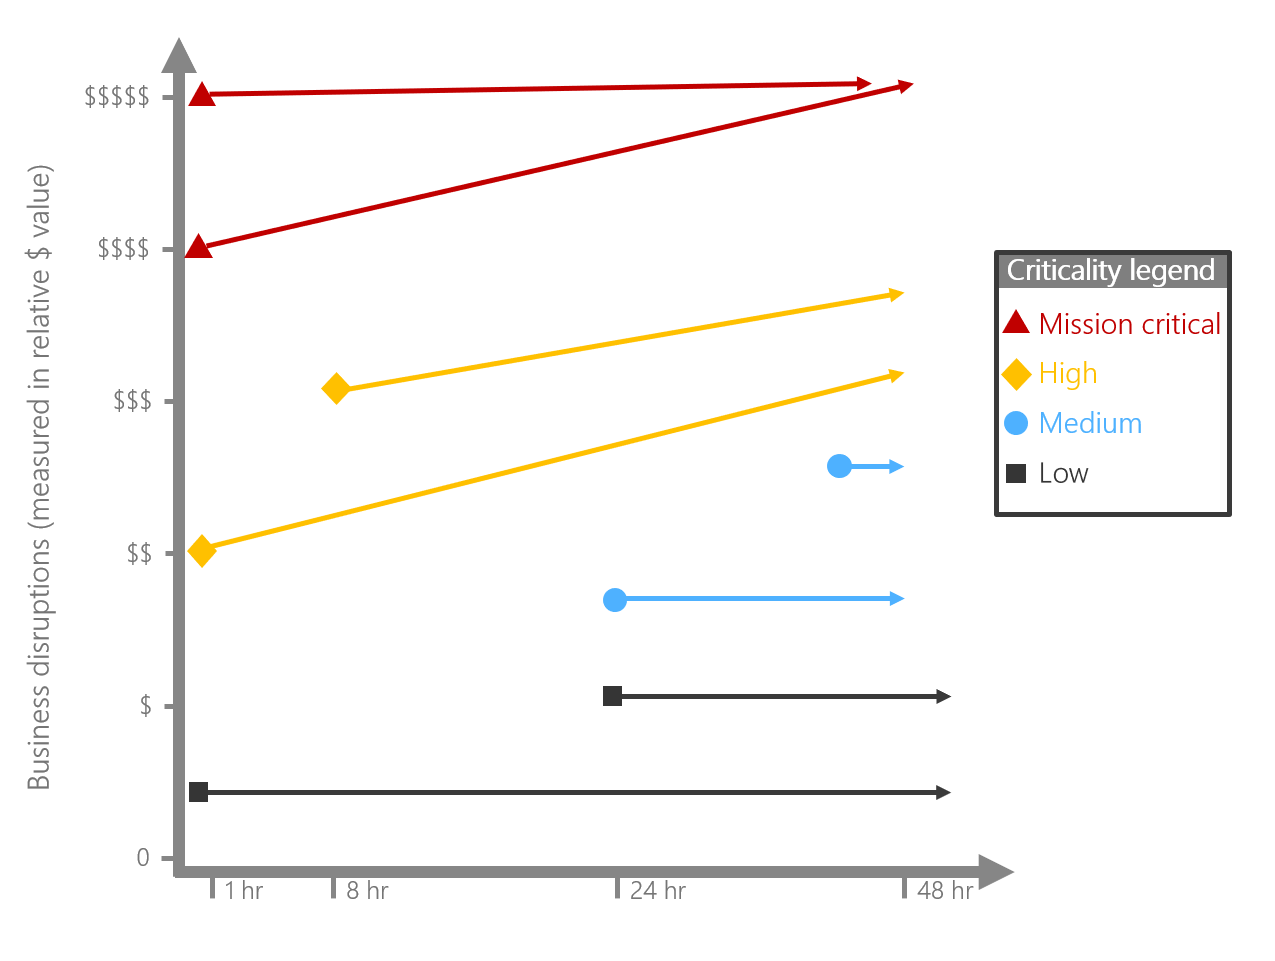 Business disruptions (measured in relative $ value)
$$$$$
$$$$
$$$
$$
$
0
1 hr
8 hr
24 hr
48 hr
Criticality legend
Mission critical
High
Medium
Low